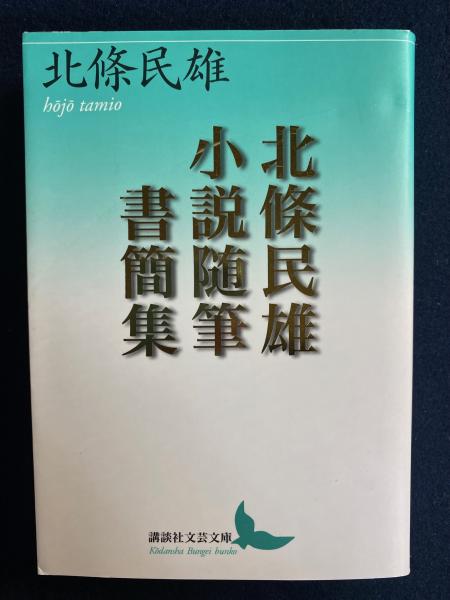 北條民雄
hōjō tamio
北條民雄
小説随筆
書簡集
講談社文芸文庫
Kōdansha Bungei bunko